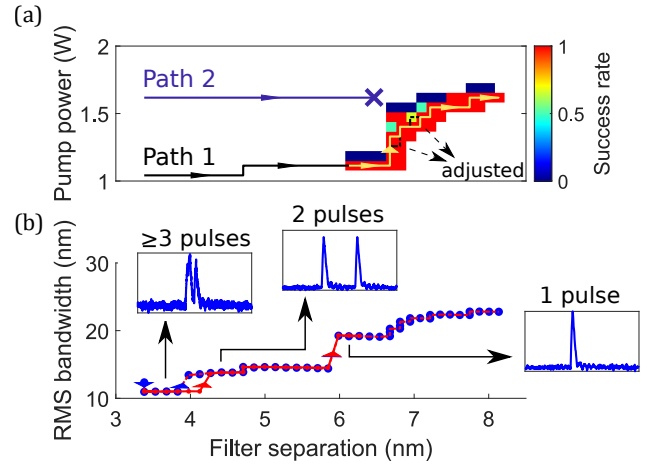 (a)
Pump power (W)
2
1.5
1
Path 2
Path 1
adjusted
1
0.5
0
Success rate
(b)
RMS bandwidth (nm)
30
20
10
≥3 pulses
2 pulses
1 pulse
3
4
5
6
7
8
Filter separation (nm)